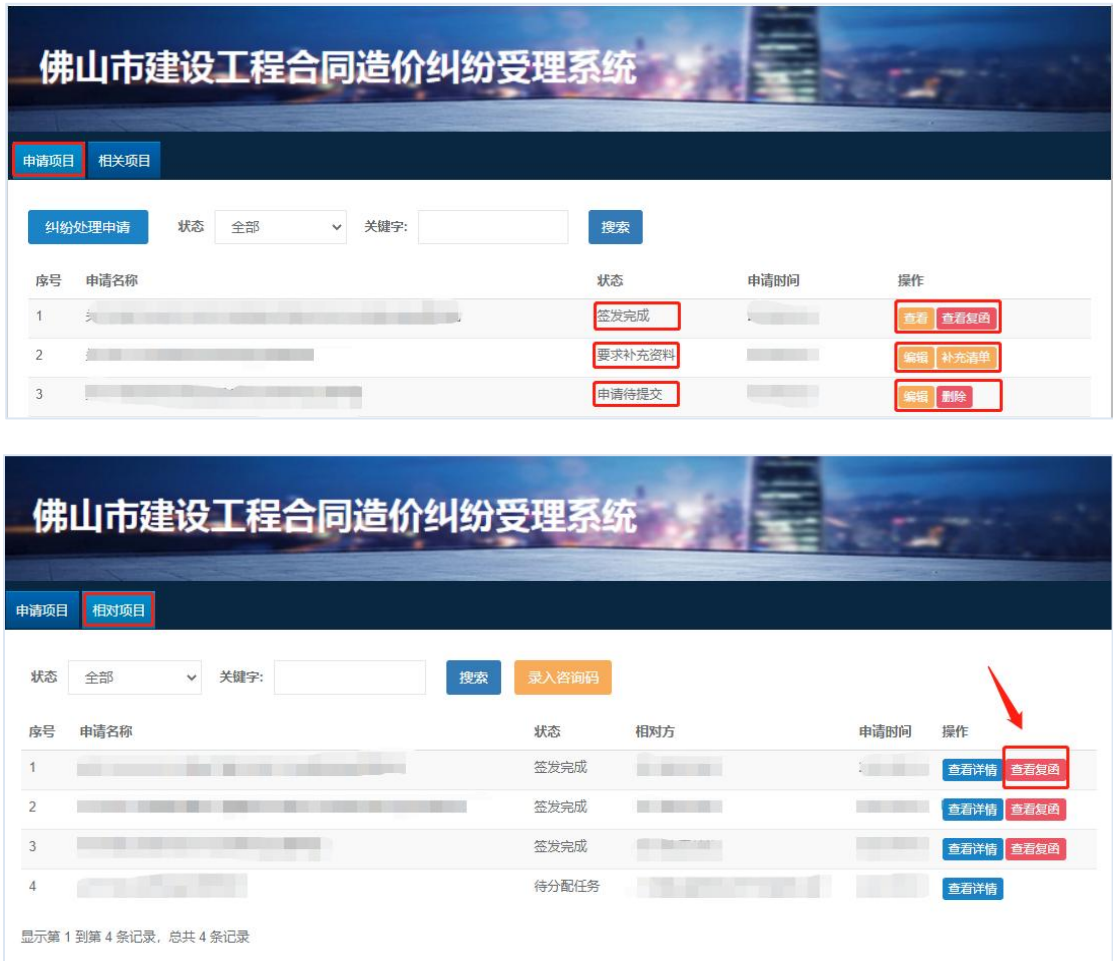 佛山市建设工程合同造价纠纷受理系统
申请项目 相关项目
纠纷处理申请 状态 全部 关键字: 搜索
序号 申请名称 状态 申请时间 操作
1 签发完成 查看 查看复函
2 要求补充资料 编辑 补充清单
3 申请待提交 编辑 删除
佛山市建设工程合同造价纠纷受理系统
申请项目 相对项目
状态 全部 关键字: 搜索 录入咨询码
序号 申请名称 状态 相对方 申请时间 操作
1 签发完成 查看详情 查看复函
2 签发完成 查看详情 查看复函
3 签发完成 查看详情 查看复函
4 待分配任务 查看详情
显示第 1 到第 4 条记录，总共 4 条记录